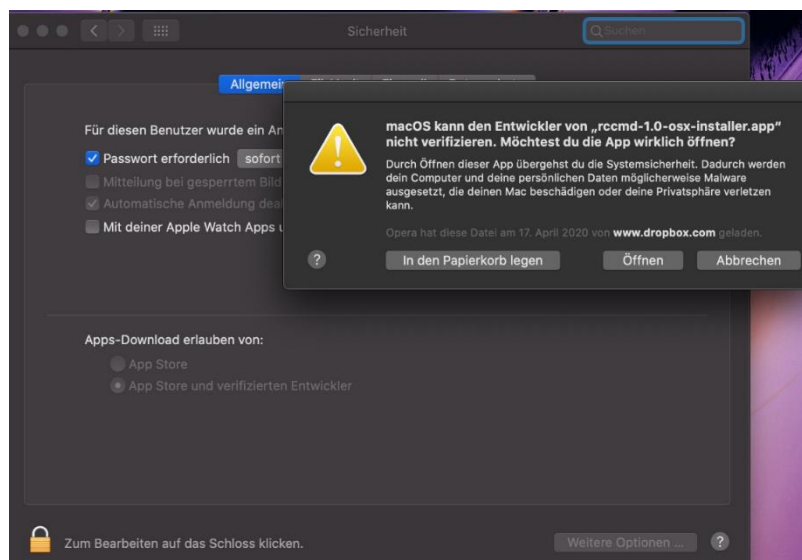 Sicherheit
Suchen
Allgemein
Für diesen Benutzer wurde ein An
Passwort erforderlich sofort
Mitteilung bei gesperrtem Bild
Automatische Anmeldung deak
Mit deiner Apple Watch Apps u
macOS kann den Entwickler von „rccmd-1.0-osx-installer.app“
nicht verifizieren. Möchtest du die App wirklich
öffnen?
Durch Öffnen dieser App übergehst du die Systemsicherheit. Dadurch werden
dein Computer und deine persönlichen Daten möglicherweise Malware
ausgesetzt, die deinen Mac beschädigen oder deine Privatsphäre verletzen
kann.
Opera hat diese Datei am 17. April 2020 von www.dropbox.com geladen.
In den Papierkorb legen
Öffnen
Abbrechen
Apps-Download erlauben von:
App Store
App Store und verifizierten Entwickler
Zum Bearbeiten auf das Schloss klicken.
Weitere Optionen ...